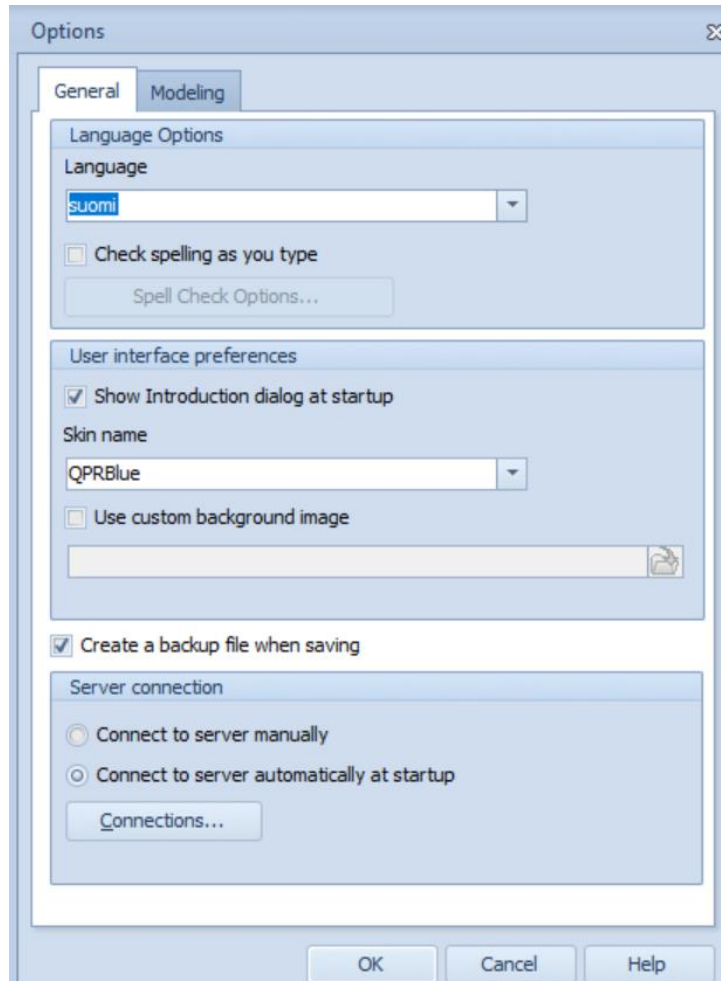 Options
General Modeling
Language Options
Language
suomi
Check spelling as you type
Spell Check Options...
User interface preferences
Show Introduction dialog at startup
Skin name
QPRBlue
Use custom background image
Create a backup file when saving
Server connection
Connect to server manually
Connect to server automatically at startup
Connections...
OK Cancel Help